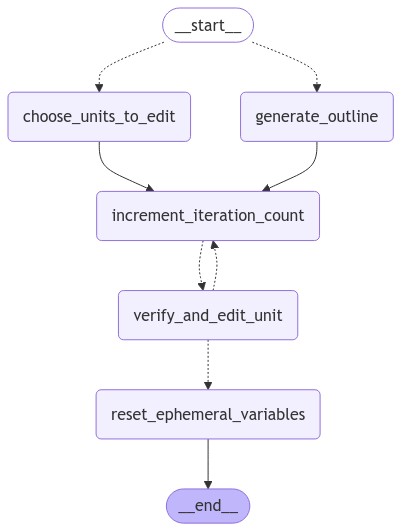 __start__
choose_units_to_edit
generate_outline
increment_iteration_count
verify_and_edit_unit
reset_ephemeral_variables
__end__